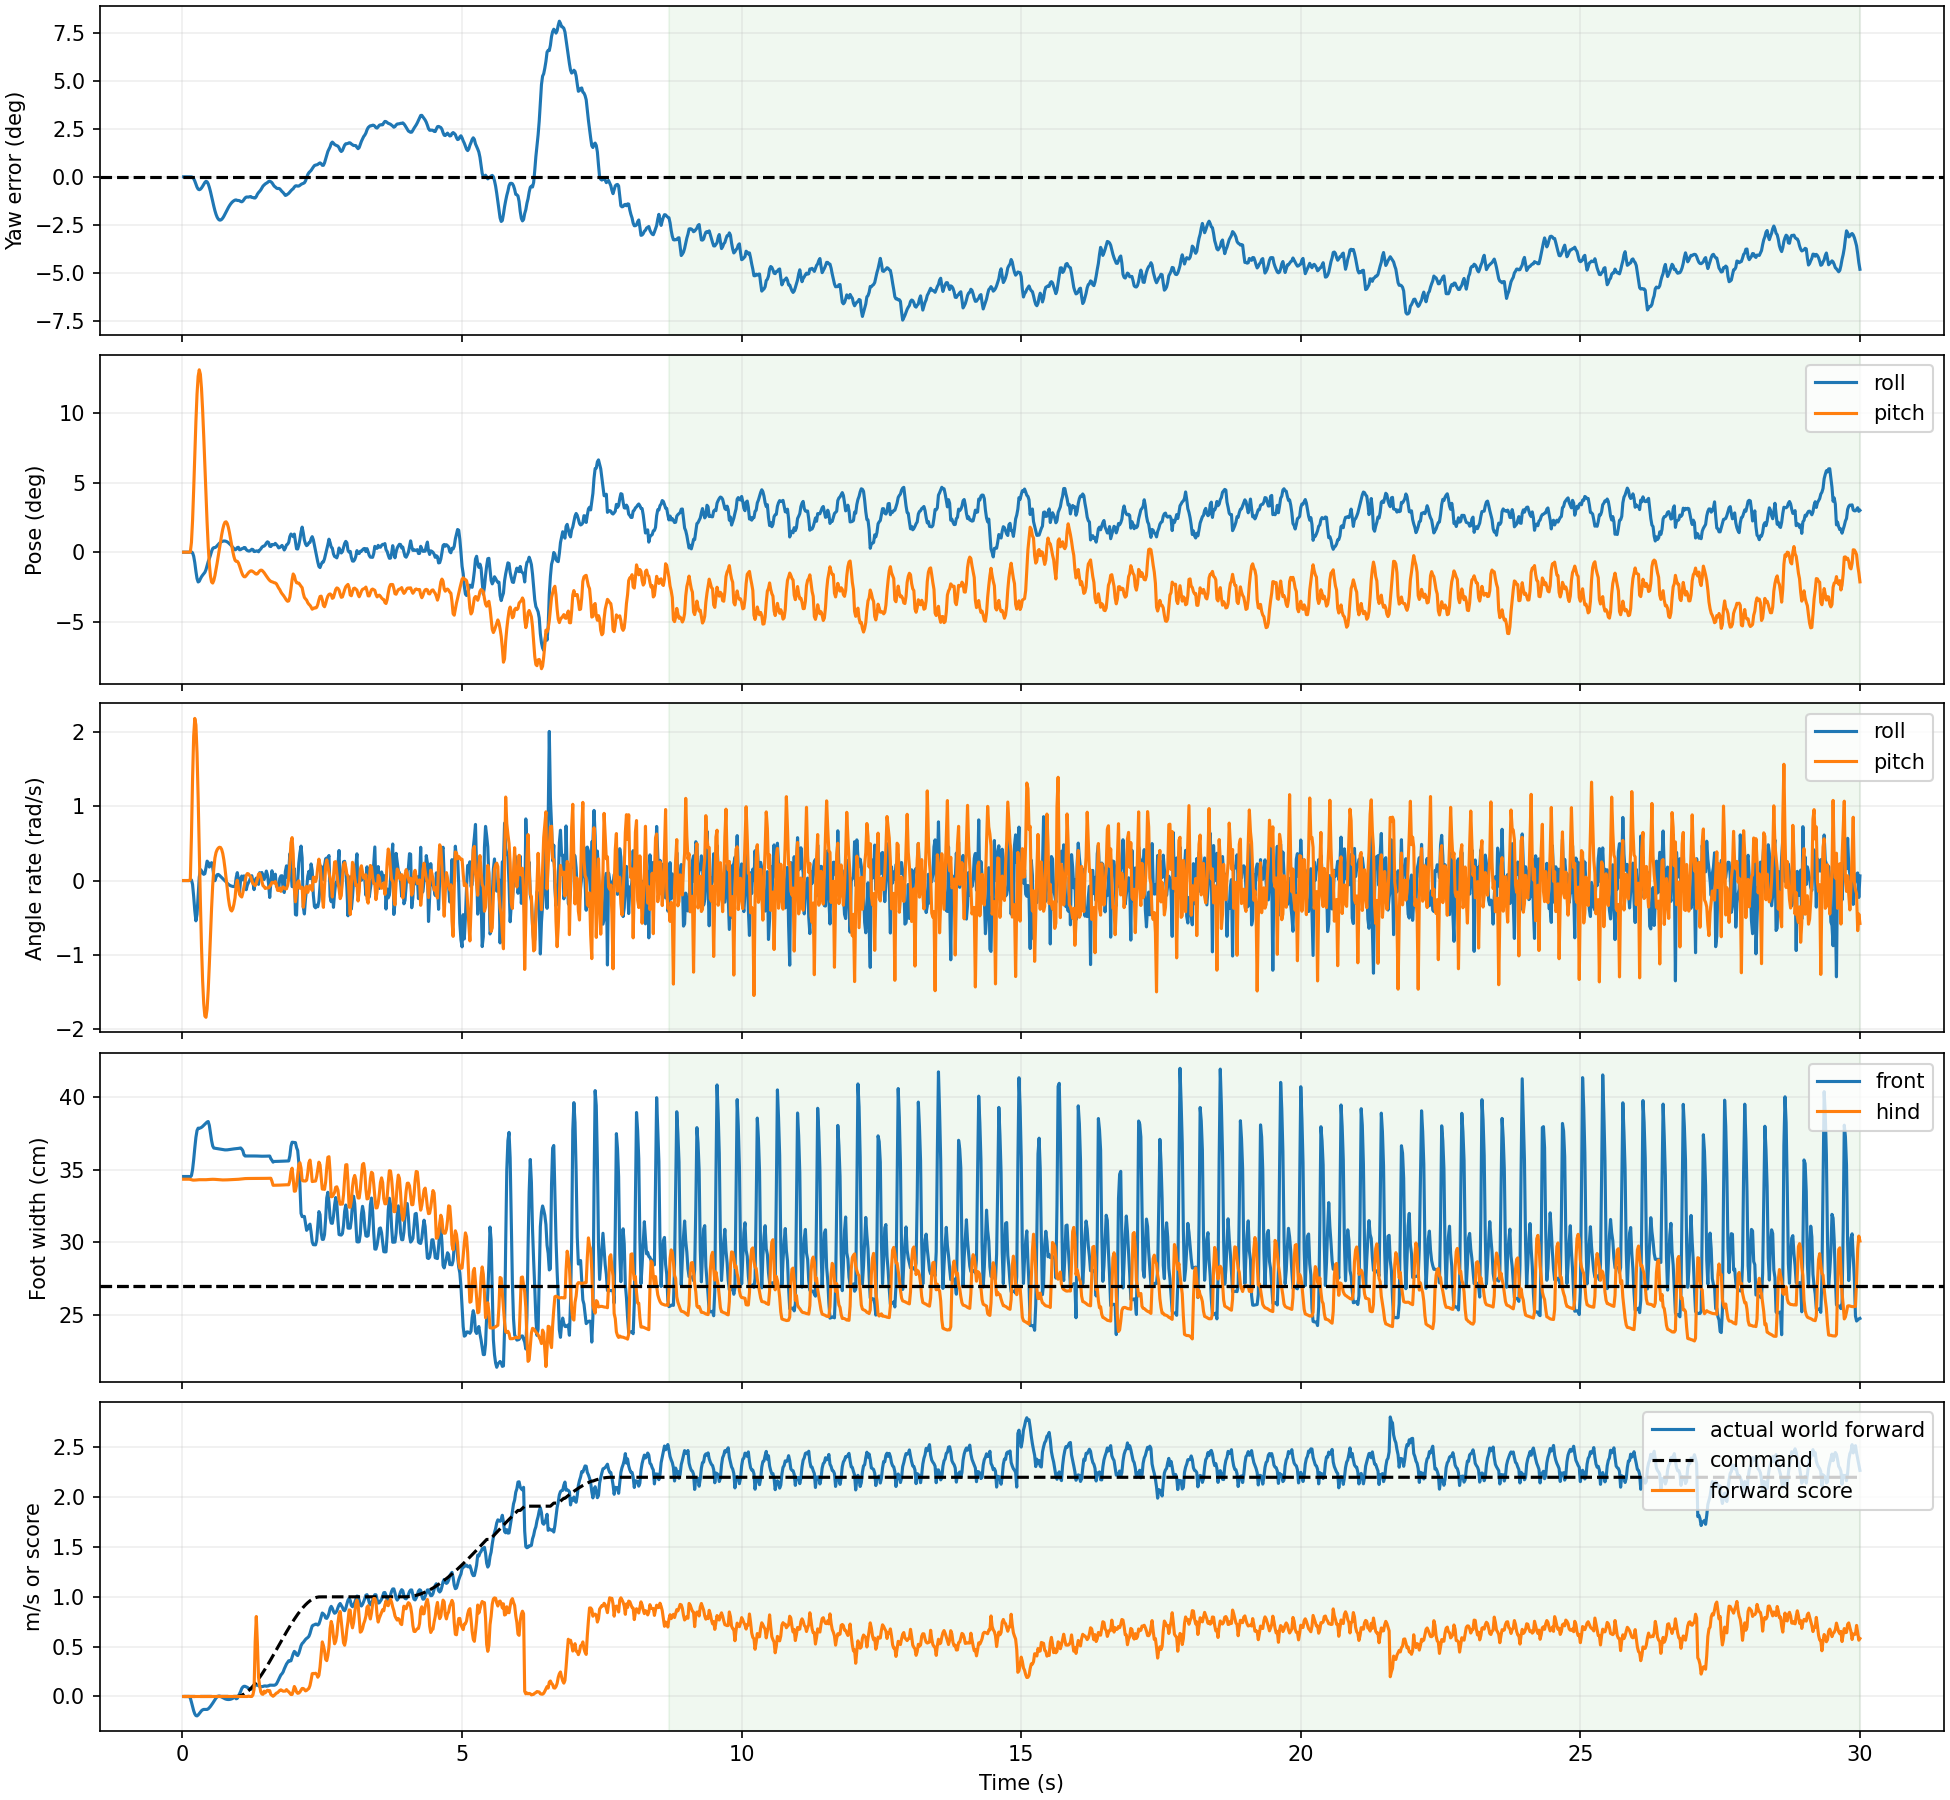 Yaw error (deg)
7.5
5.0
2.5
0.0
−2.5
−5.0
−7.5
Pose (deg)
10
5
0
−5
roll
pitch
Angle rate (rad/s)
2
1
0
−1
−2
roll
pitch
Foot width (cm)
40
35
30
25
front
hind
m/s or score
2.5
2.0
1.5
1.0
0.5
0.0
actual world forward
command
forward score
0
5
10
15
20
25
30
Time (s)